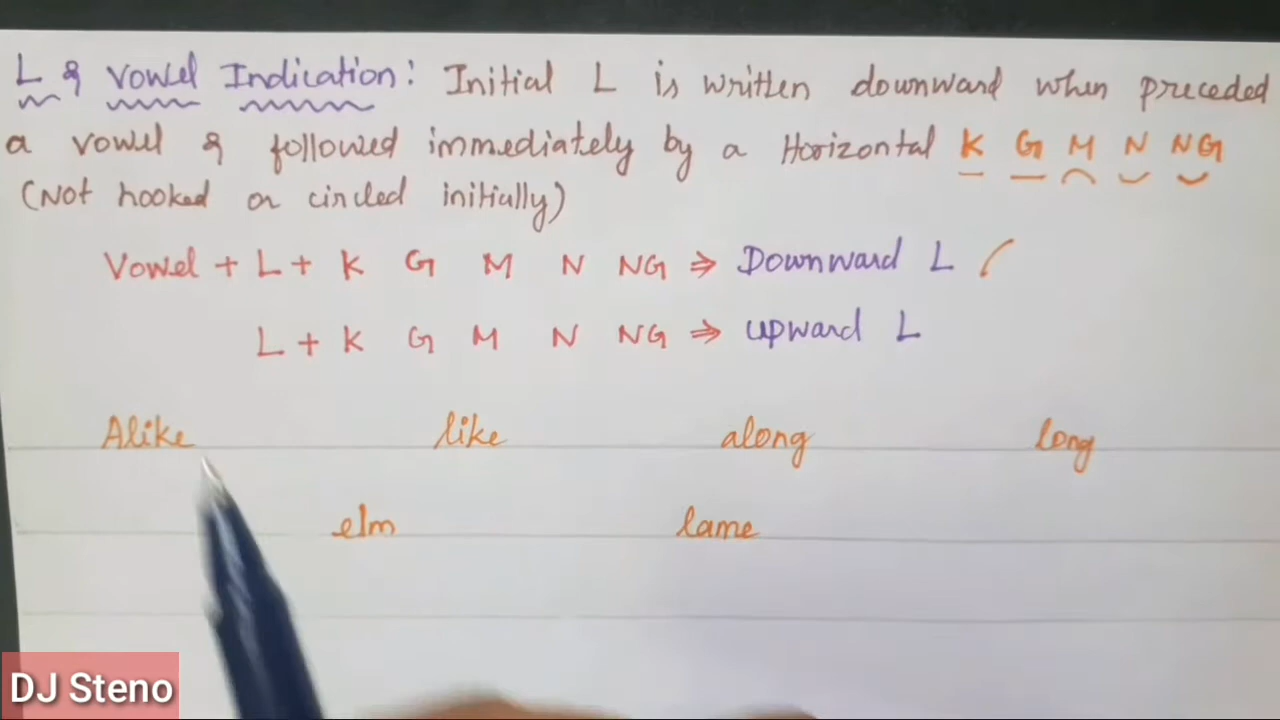 L & vowel Indication: Initial L is written downward when preceded
a vowel & followed immediately by a Horizontal K G M N NG
(Not hooked or circled initially)
Vowel + L + K G M N NG ⇒ Downward L
L + K G M N NG ⇒ upward L
Alike like along long
elm lame
DJ Steno